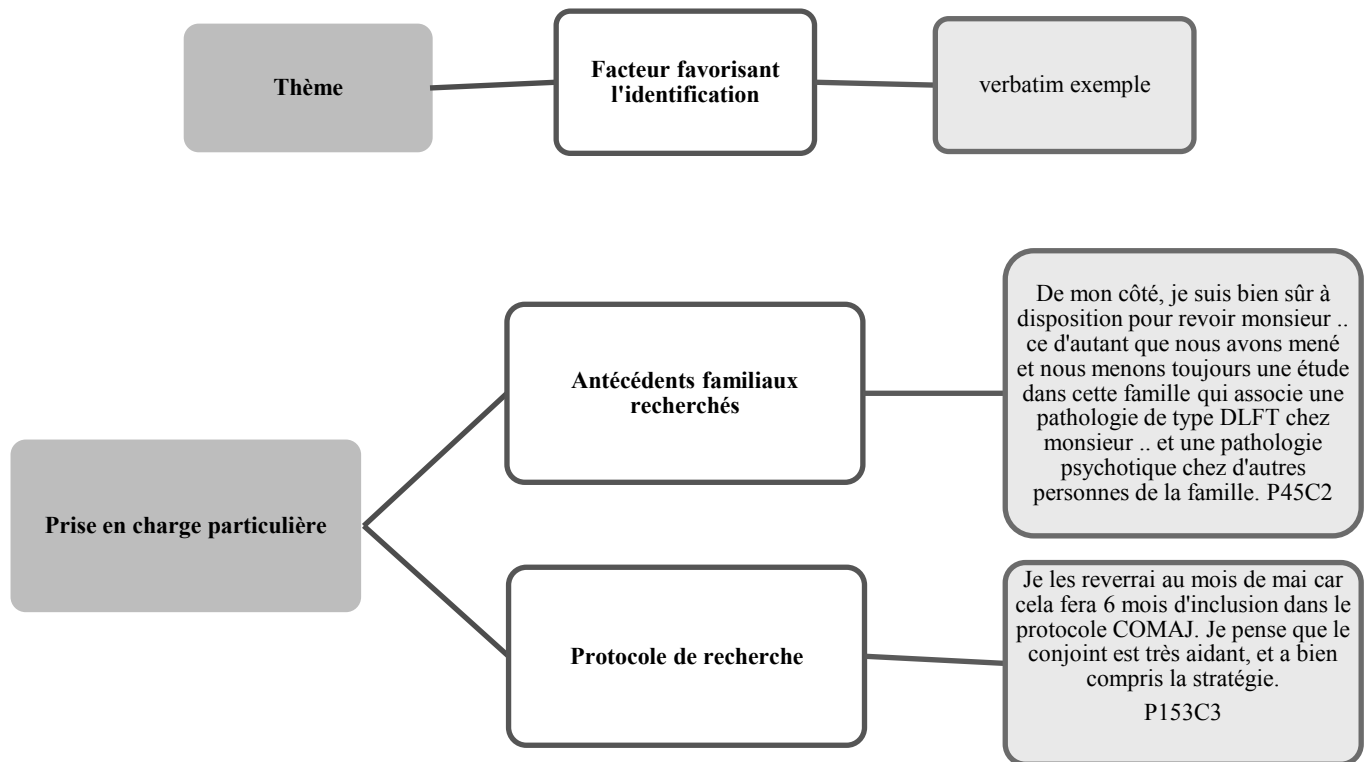 Thème
Facteur favorisant
l'identification
verbatim exemple
Prise en charge particulière
Antécédents familiaux
recherchés
De mon côté, je suis bien sûr à
disposition pour revoir monsieur ..
ce d'autant que nous avons mené
et nous menons toujours une étude
dans cette famille qui associe une
pathologie de type DLFT chez
monsieur .. et une pathologie
psychotique chez d'autres
personnes de la famille. P45C2
Protocole de recherche
Je les reverrai au mois de mai car
cela fera 6 mois d'inclusion dans le
protocole COMAJ. Je pense que le
conjoint est très aidant, et a bien
compris la stratégie.
P153C3